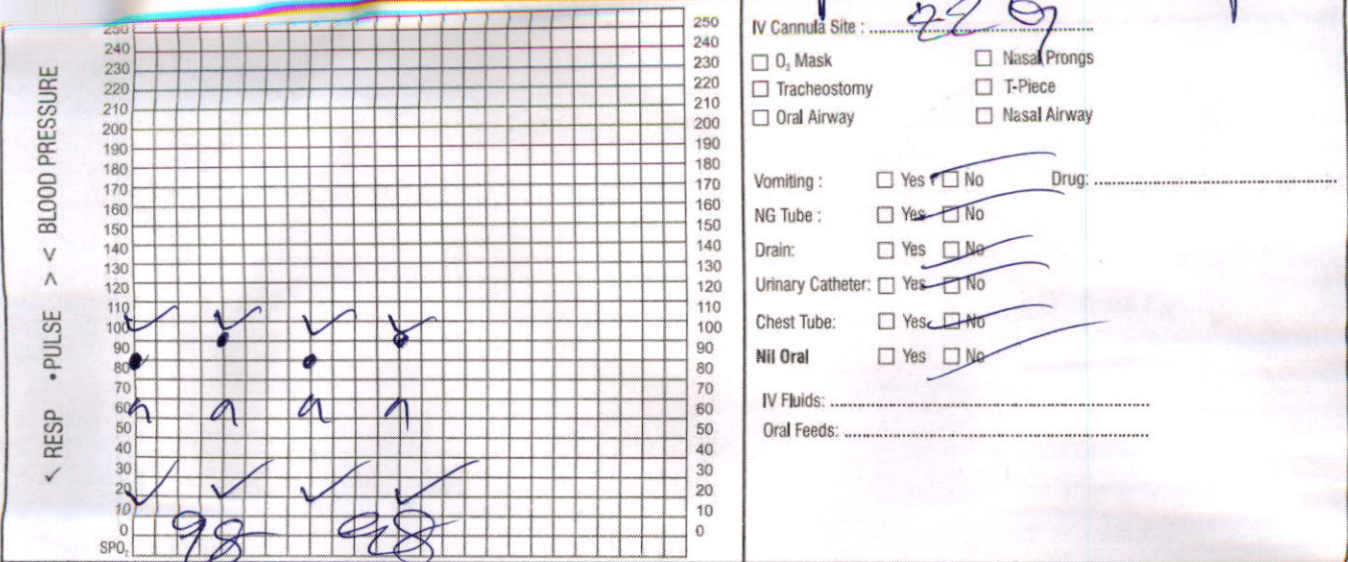 < RESP • PULSE > < BLOOD PRESSURE
250 250
240 240
230 230
220 220
210 210
200 200
190 190
180 180
170 170
160 160
150 150
140 140
130 130
120 120
110 110
100 100
90 90
80 80
70 70
60 60
50 50
40 40
30 30
20 20
10 10
0 0
SPO₂ 98 98
IV Cannula Site : 22 g
O₂ Mask Nasal Prongs
Tracheostomy T-Piece
Oral Airway Nasal Airway
Vomiting : Yes No Drug:
NG Tube : Yes No
Drain: Yes No
Urinary Catheter: Yes No
Chest Tube: Yes No
Nil Oral Yes No
IV Fluids:
Oral Feeds: